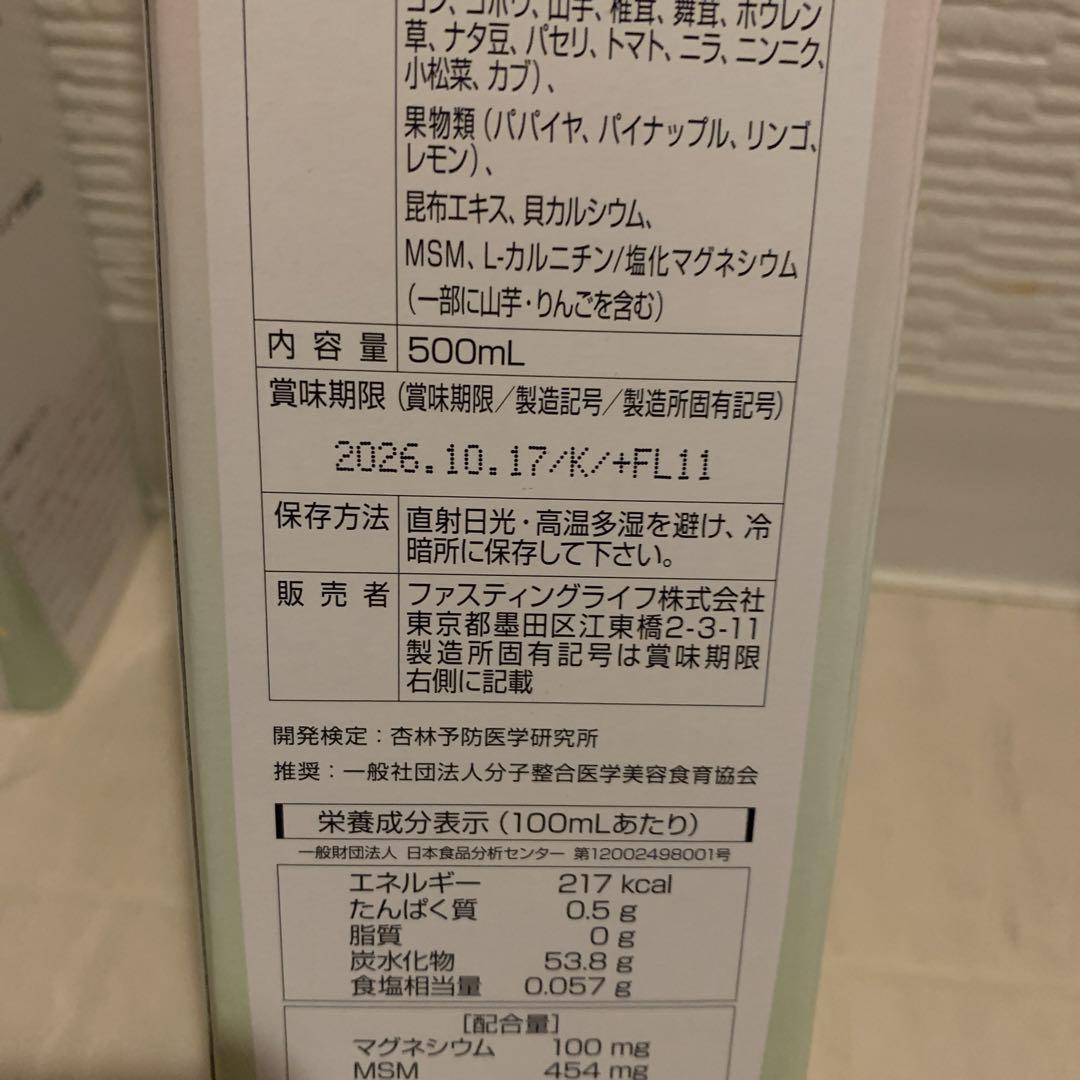 ゴン、ゴボウ、山芋、椎茸、舞茸、ホウレン
草、ナタ豆、パセリ、トマト、ニラ、ニンニク、
小松菜、カブ)、
果物類(パパイヤ、パイナップル、リンゴ、
レモン)、
昆布エキス、貝カルシウム、
MSM、L-カルニチン/塩化マグネシウム
(一部に山芋・りんごを含む)
内容量 500mL
賞味期限(賞味期限/製造記号/製造所固有記号)
2026.10.17/K/+FL11
保存方法 直射日光・高温多湿を避け、冷
暗所に保存して下さい。
販売者 ファスティングライフ株式会社
東京都墨田区江東橋2-3-11
製造所固有記号は賞味期限
右側に記載
開発検定:杏林予防医学研究所
推奨:一般社団法人分子整合医学美容食育協会
栄養成分表示(100mLあたり)
一般財団法人 日本食品分析センター 第12002498001号
エネルギー 217 kcal
たんぱく質 0.5 g
脂質 0 g
炭水化物 53.8 g
食塩相当量 0.057 g
[配合量]
マグネシウム 100 mg
MSM 454 mg